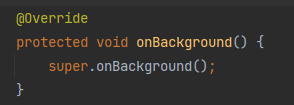 @Override
protected void onBackground() {
    super.onBackground();
}